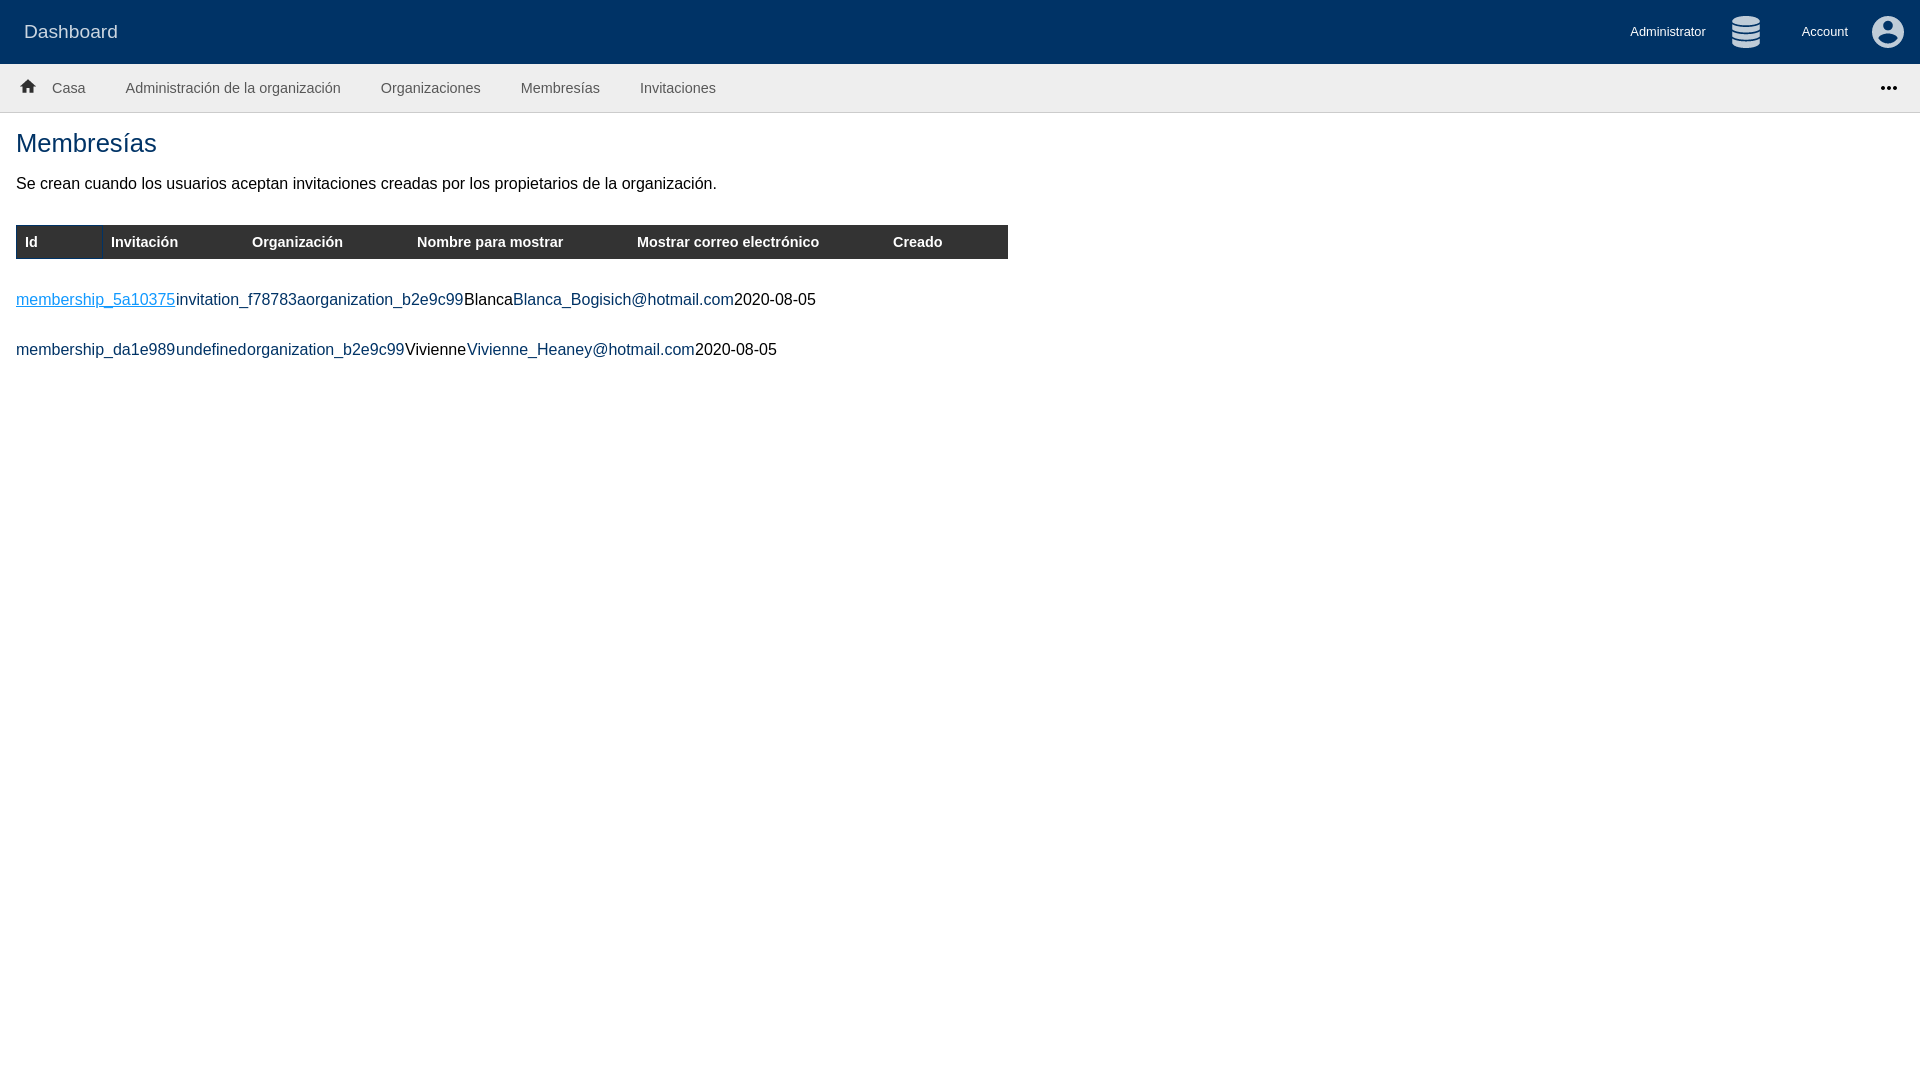 Dashboard Administrator Account
Casa Administración de la organización Organizaciones Membresías Invitaciones
Membresías
Se crean cuando los usuarios aceptan invitaciones creadas por los propietarios de la organización.
Id Invitación Organización Nombre para mostrar Mostrar correo electrónico Creado
membership_5a10375invitation_f78783aorganization_b2e9c99BlancaBlanca_Bogisich@hotmail.com2020-08-05
membership_da1e989undefinedorganization_b2e9c99VivienneVivienne_Heaney@hotmail.com2020-08-05